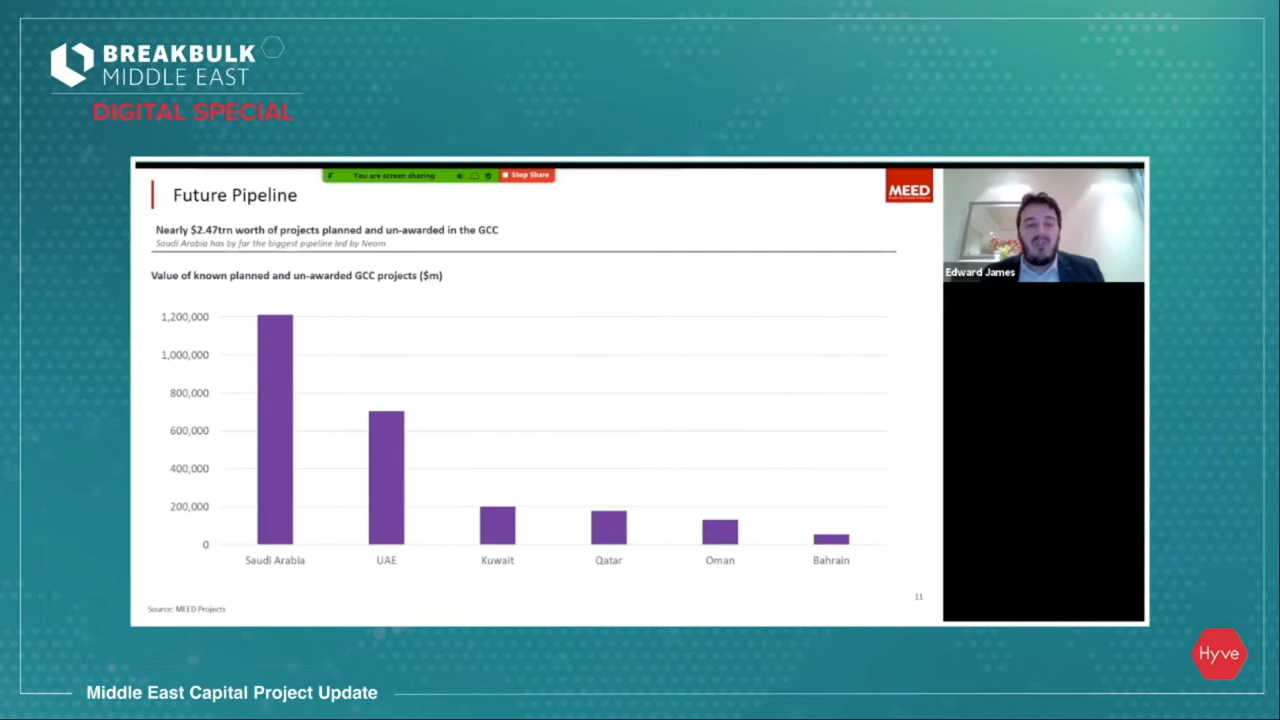 BREAKBULK
MIDDLE EAST
DIGITAL SPECIAL
You are screen sharing
Stop Share
Future Pipeline
MEED
Nearly $2.47trn worth of projects planned and un-awarded in the GCC
Saudi Arabia has by far the biggest pipeline led by Neom
Edward James
Value of known planned and un-awarded GCC projects ($m)
1,200,000
1,000,000
800,000
600,000
400,000
200,000
0
Saudi Arabia UAE Kuwait Qatar Oman Bahrain
11
Source: MEED Projects
Hyve
Middle East Capital Project Update